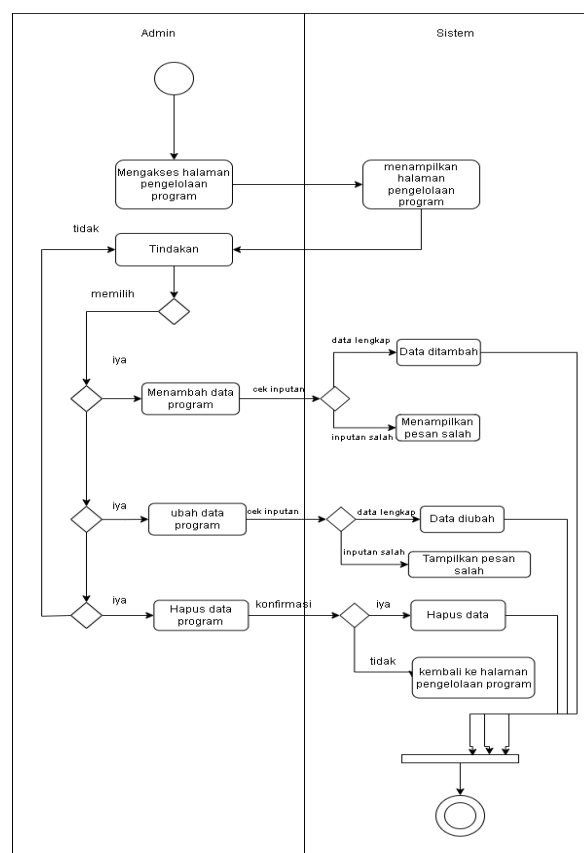 Admin
Sistem
Mengakses halaman
pengelolaan
program
menampilkan
halaman
pengelolaan
program
tidak
Tindakan
memilih
iya
Menambah data
program
cek inputan
data lengkap
Data ditambah
inputan salah
Menampilkan
pesan salah
iya
ubah data
program
cek inputan
data lengkap
Data diubah
inputan salah
Tampilkan pesan
salah
iya
Hapus data
program
konfirmasi
iya
Hapus data
tidak
kembali ke halaman
pengelolaan program